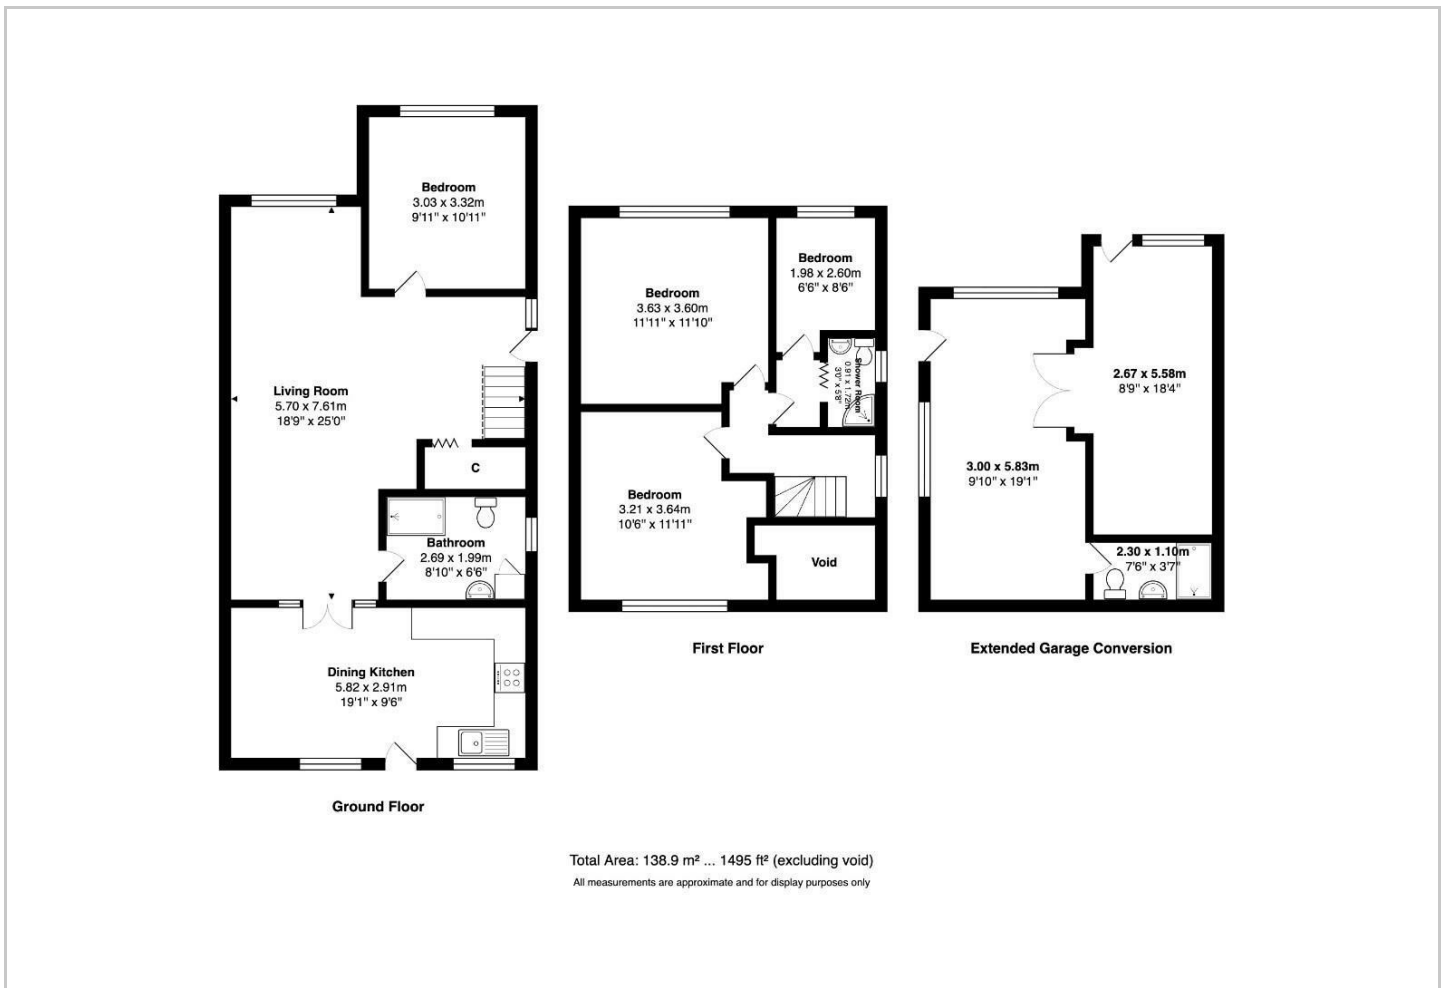 Bedroom
3.03 x 3.32m
9'11" x 10'11"
Living Room
5.70 x 7.61m
18'9" x 25'0"
C
Bathroom
2.69 x 1.99m
8'10" x 6'6"
Dining Kitchen
5.82 x 2.91m
19'1" x 9'6"
Ground Floor
Bedroom
3.63 x 3.60m
11'11" x 11'10"
Bedroom
1.98 x 2.60m
6'6" x 8'6"
Shower Room
0.91 x 1.72m
3'0" x 5'8"
Bedroom
3.21 x 3.64m
10'6" x 11'11"
Void
First Floor
2.67 x 5.58m
8'9" x 18'4"
3.00 x 5.83m
9'10" x 19'1"
2.30 x 1.10m
7'6" x 3'7"
Extended Garage Conversion
Total Area: 138.9 m² ... 1495 ft² (excluding void)
All measurements are approximate and for display purposes only